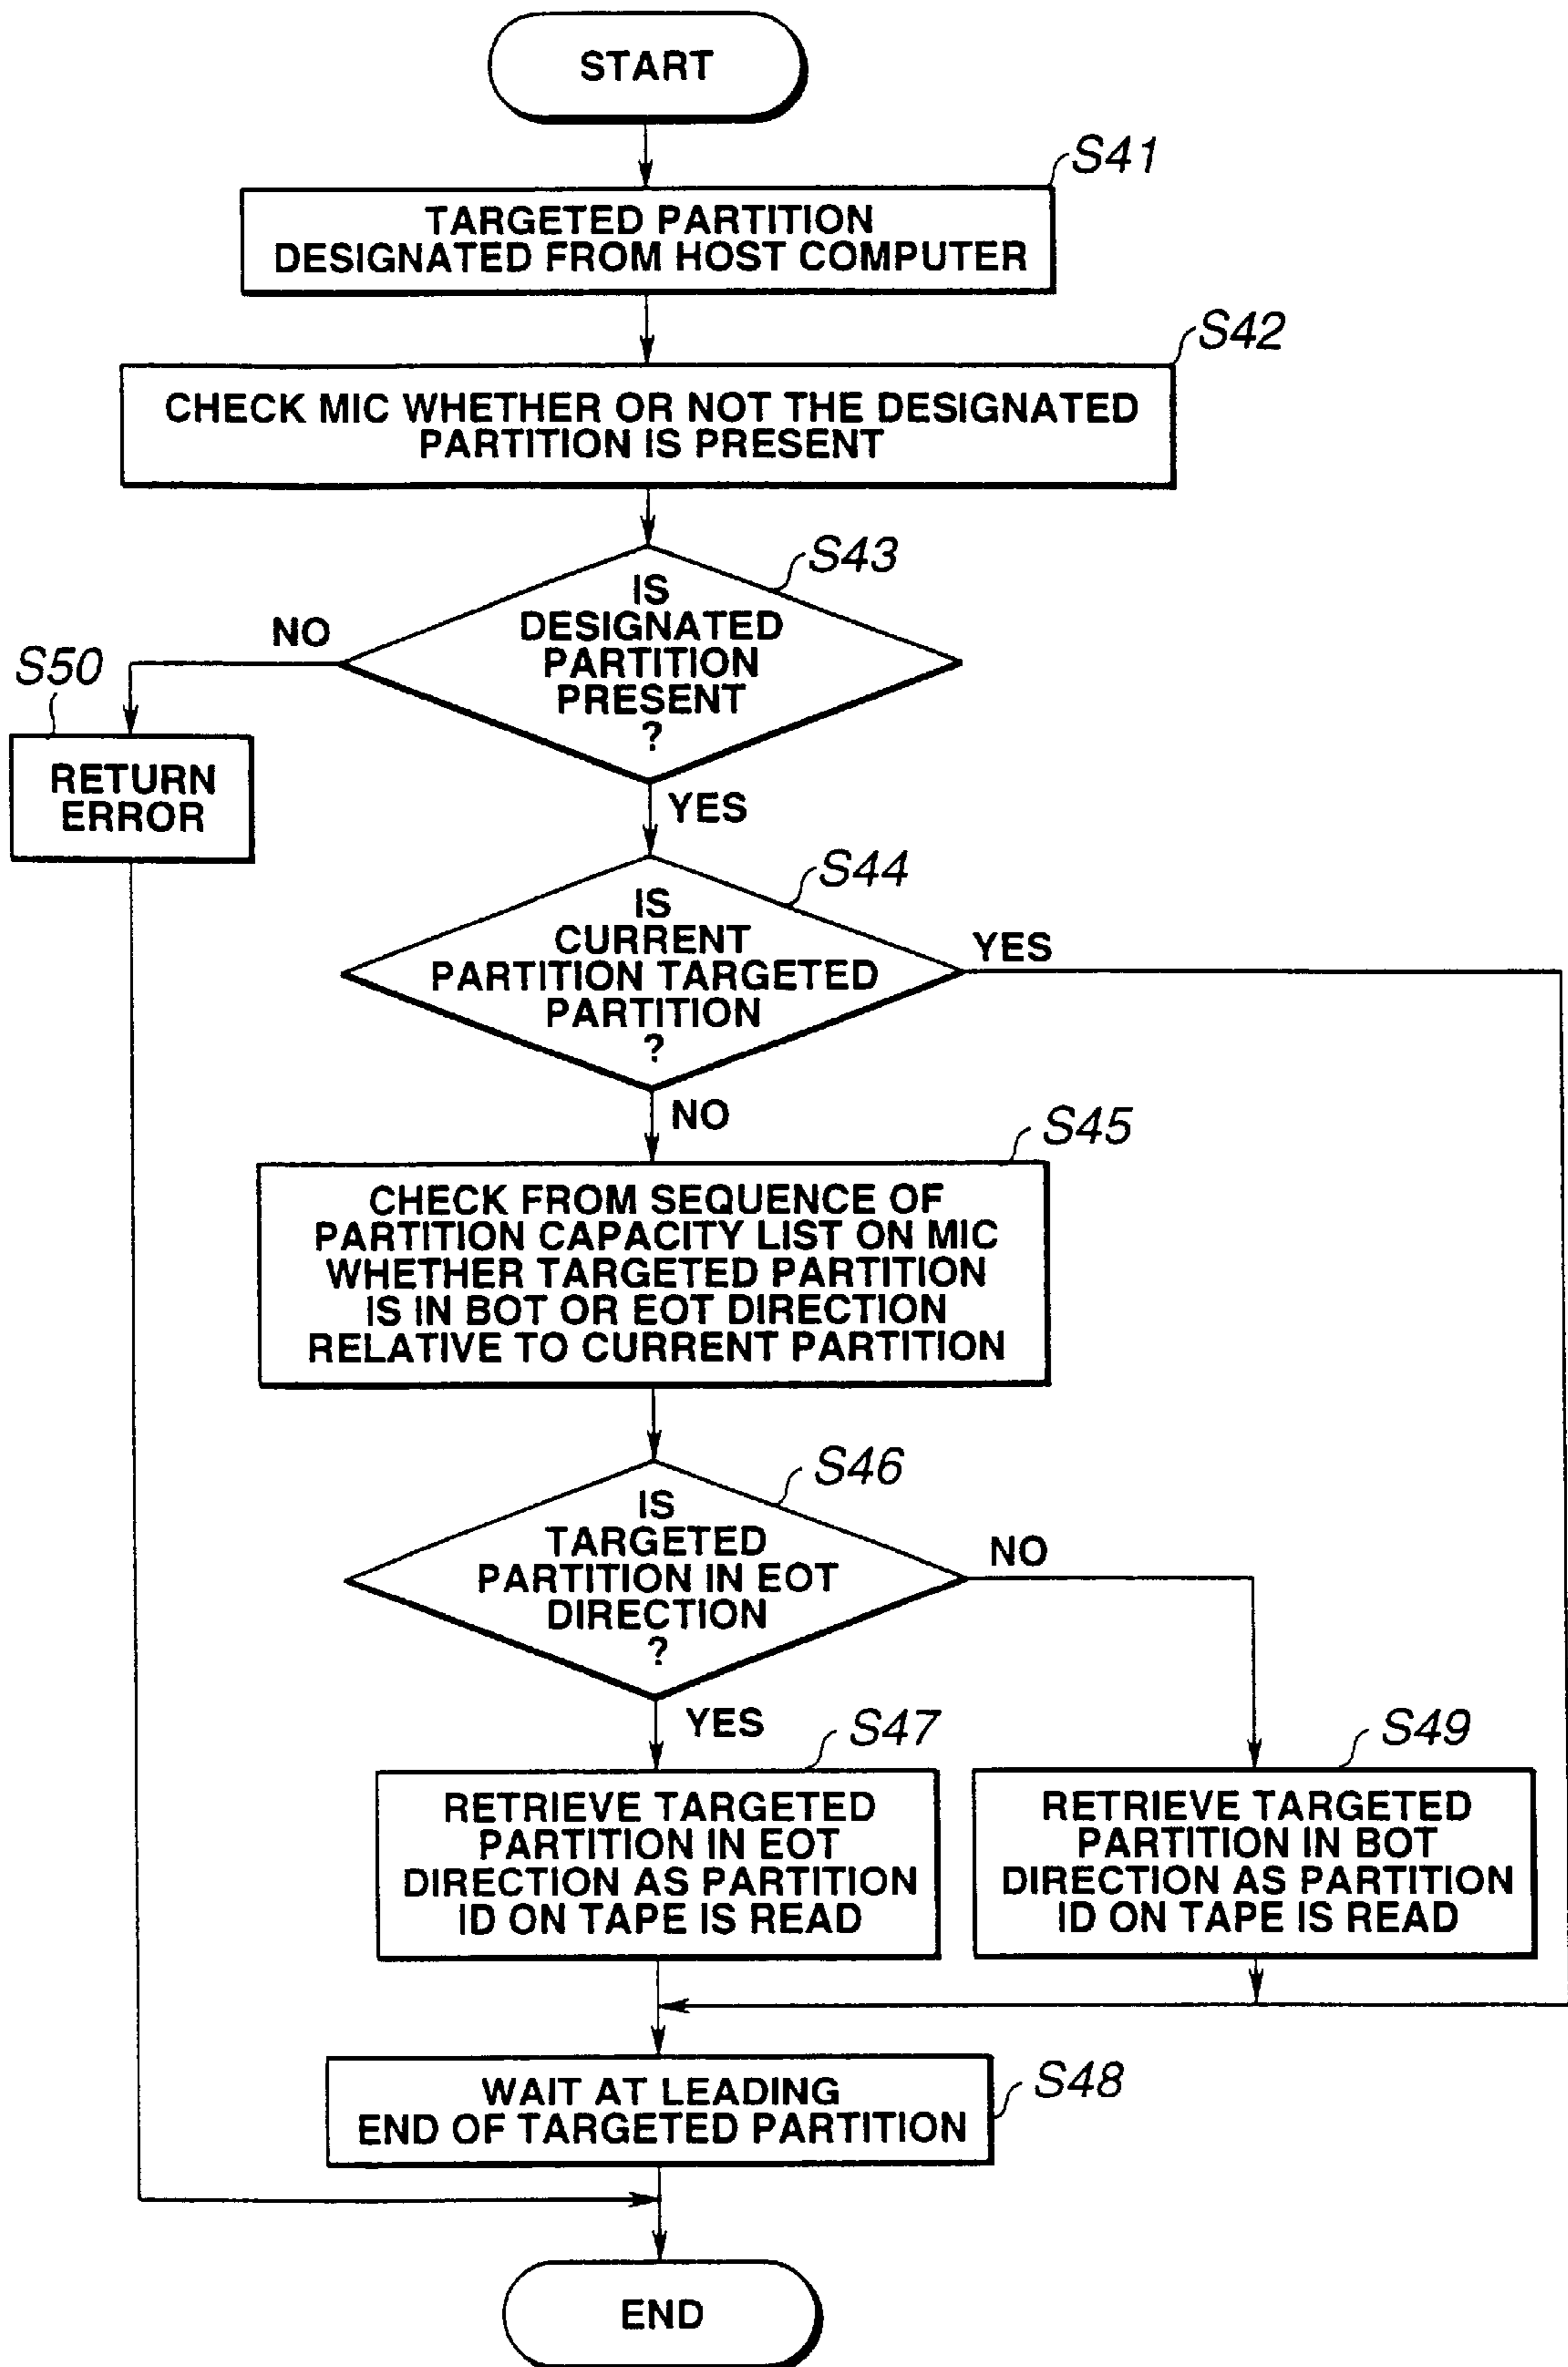 START
S41
TARGETED PARTITION
DESIGNATED FROM HOST COMPUTER
S42
CHECK MIC WHETHER OR NOT THE DESIGNATED
PARTITION IS PRESENT
S43
IS
DESIGNATED
PARTITION
PRESENT
?
NO
S50
RETURN
ERROR
YES
S44
IS
CURRENT
PARTITION TARGETED
PARTITION
?
YES
NO
S45
CHECK FROM SEQUENCE OF
PARTITION CAPACITY LIST ON MIC
WHETHER TARGETED PARTITION
IS IN BOT OR EOT DIRECTION
RELATIVE TO CURRENT PARTITION
S46
IS
TARGETED
PARTITION IN EOT
DIRECTION
?
NO
YES
S47
RETRIEVE TARGETED
PARTITION IN EOT
DIRECTION AS PARTITION
ID ON TAPE IS READ
S49
RETRIEVE TARGETED
PARTITION IN BOT
DIRECTION AS PARTITION
ID ON TAPE IS READ
S48
WAIT AT LEADING
END OF TARGETED PARTITION
END